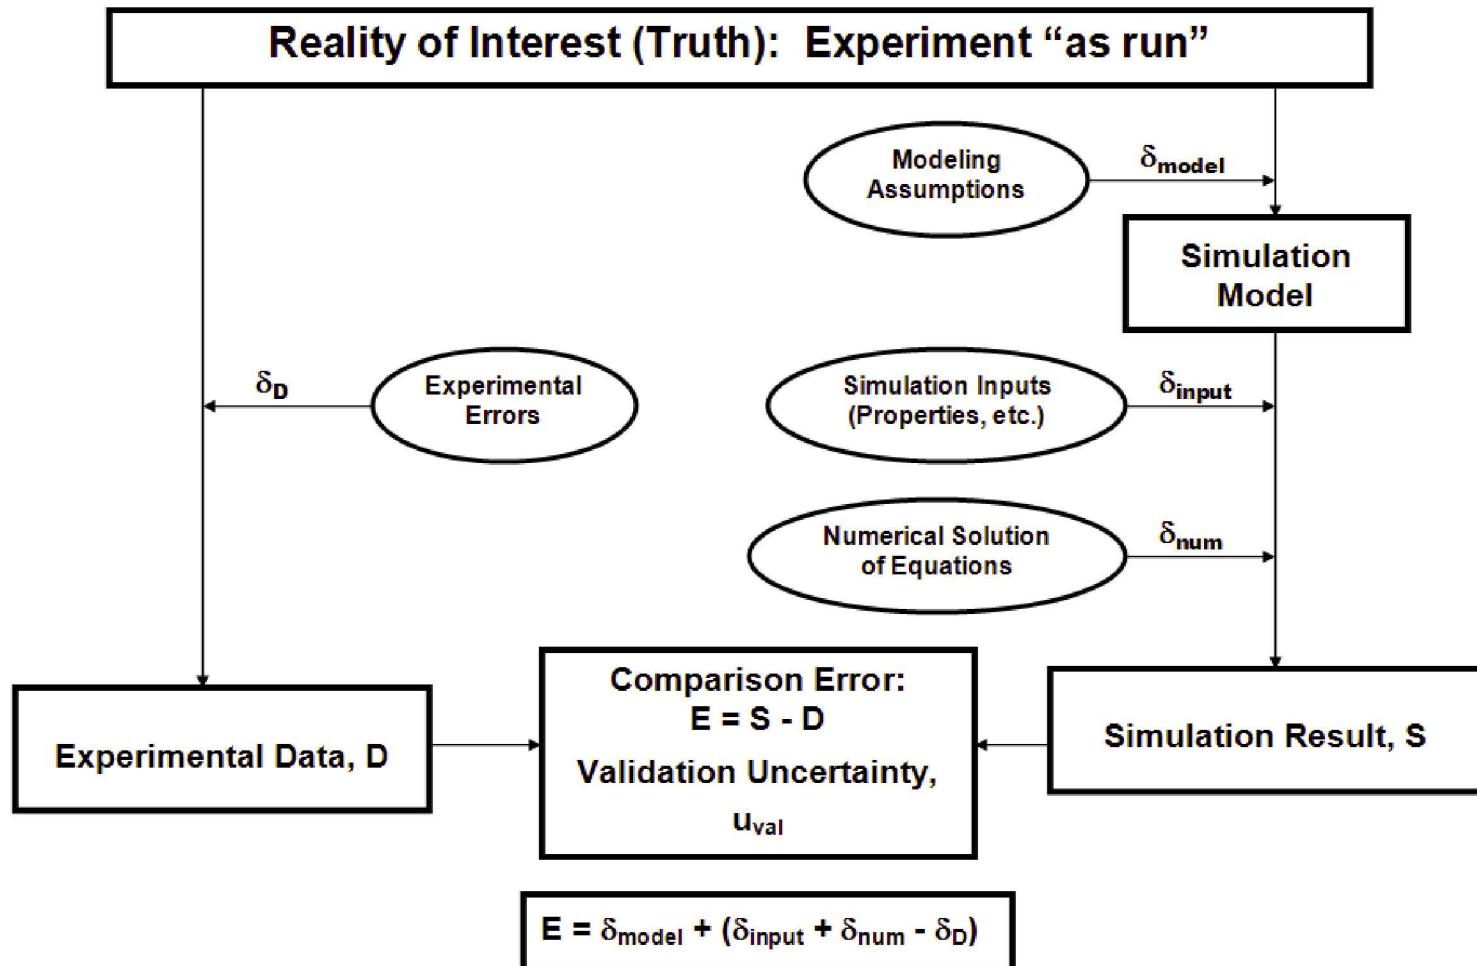 Reality of Interest (Truth):  Experiment “as run”
Modeling
Assumptions
δmodel
Simulation
Model
δD
Experimental
Errors
Simulation Inputs
(Properties, etc.)
δinput
Numerical Solution
of Equations
δnum
Experimental Data, D
Comparison Error:
E = S - D
Validation Uncertainty,
uval
Simulation Result, S
E = δmodel + (δinput + δnum - δD)